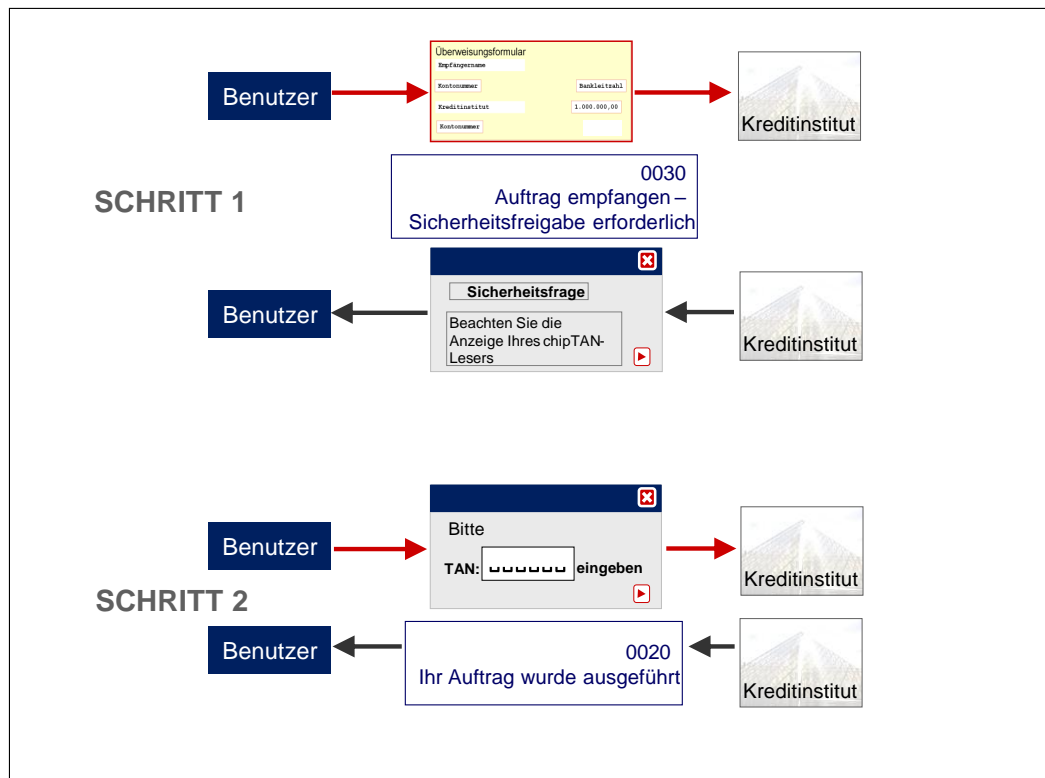 Überweisungsformular
Empfängername
Kontonummer
Bankleitzahl
Kreditinstitut
1.000.000,00
Kontonummer
Benutzer
Kreditinstitut
SCHRITT 1
0030
Auftrag empfangen –
Sicherheitsfreigabe erforderlich
Benutzer
Sicherheitsfrage
Beachten Sie die
Anzeige Ihres chipTAN-
Lesers
Kreditinstitut
Benutzer
Bitte
TAN: eingeben
Kreditinstitut
SCHRITT 2
Benutzer
0020
Ihr Auftrag wurde ausgeführt
Kreditinstitut